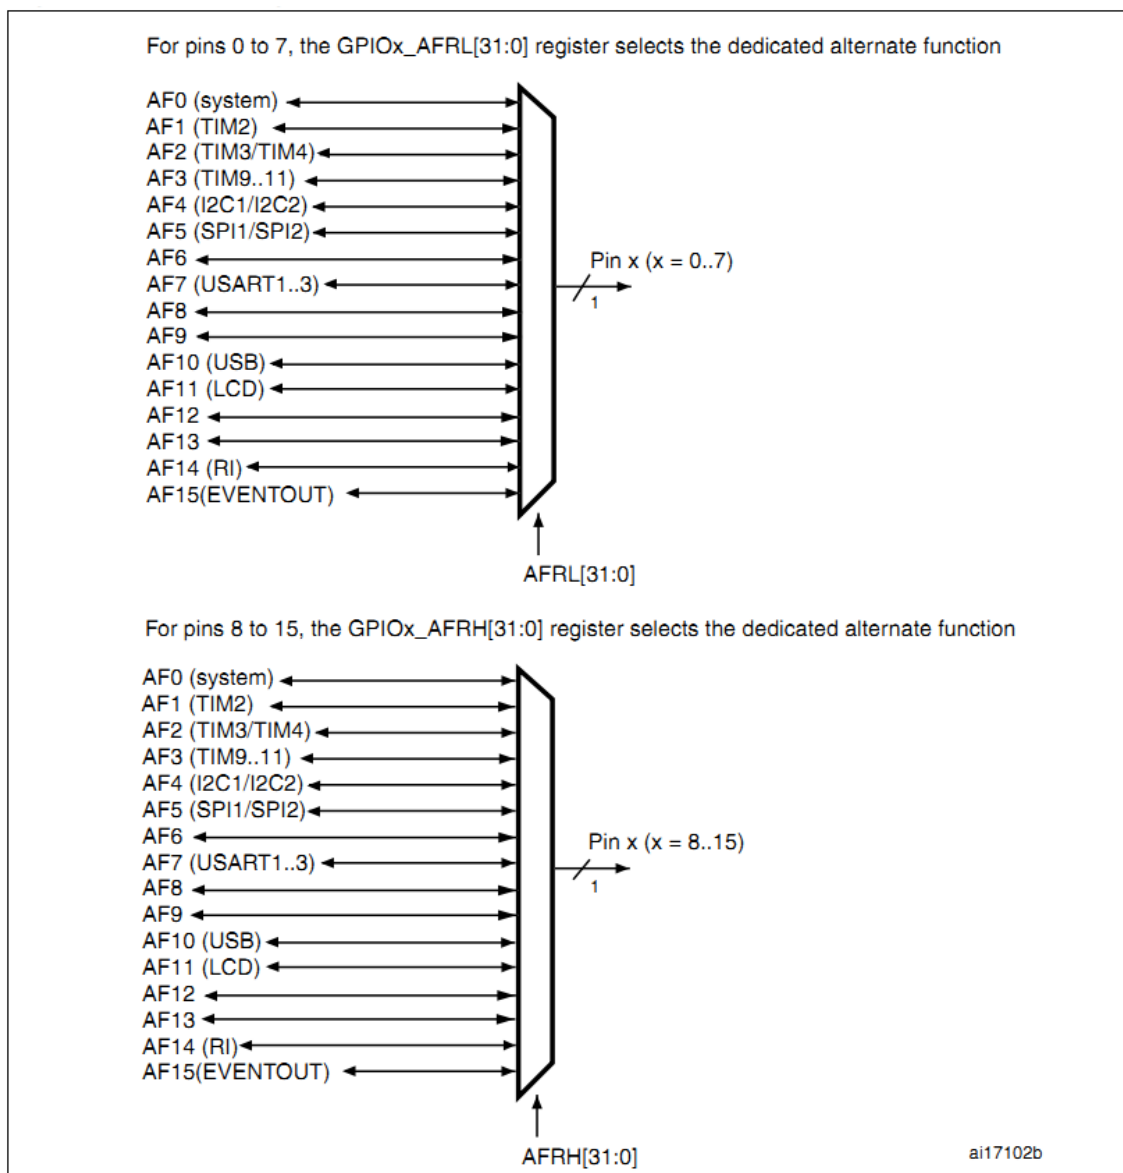 For pins 0 to 7, the GPIOx_AFRL[31:0] register selects the dedicated alternate function
AF0 (system)
AF1 (TIM2)
AF2 (TIM3/TIM4)
AF3 (TIM9..11)
AF4 (I2C1/I2C2)
AF5 (SPI1/SPI2)
AF6
AF7 (USART1..3)
AF8
AF9
AF10 (USB)
AF11 (LCD)
AF12
AF13
AF14 (RI)
AF15(EVENTOUT)
Pin x (x = 0..7)
1
AFRL[31:0]
For pins 8 to 15, the GPIOx_AFRH[31:0] register selects the dedicated alternate function
AF0 (system)
AF1 (TIM2)
AF2 (TIM3/TIM4)
AF3 (TIM9..11)
AF4 (I2C1/I2C2)
AF5 (SPI1/SPI2)
AF6
AF7 (USART1..3)
AF8
AF9
AF10 (USB)
AF11 (LCD)
AF12
AF13
AF14 (RI)
AF15(EVENTOUT)
Pin x (x = 8..15)
1
AFRH[31:0]
ai17102b